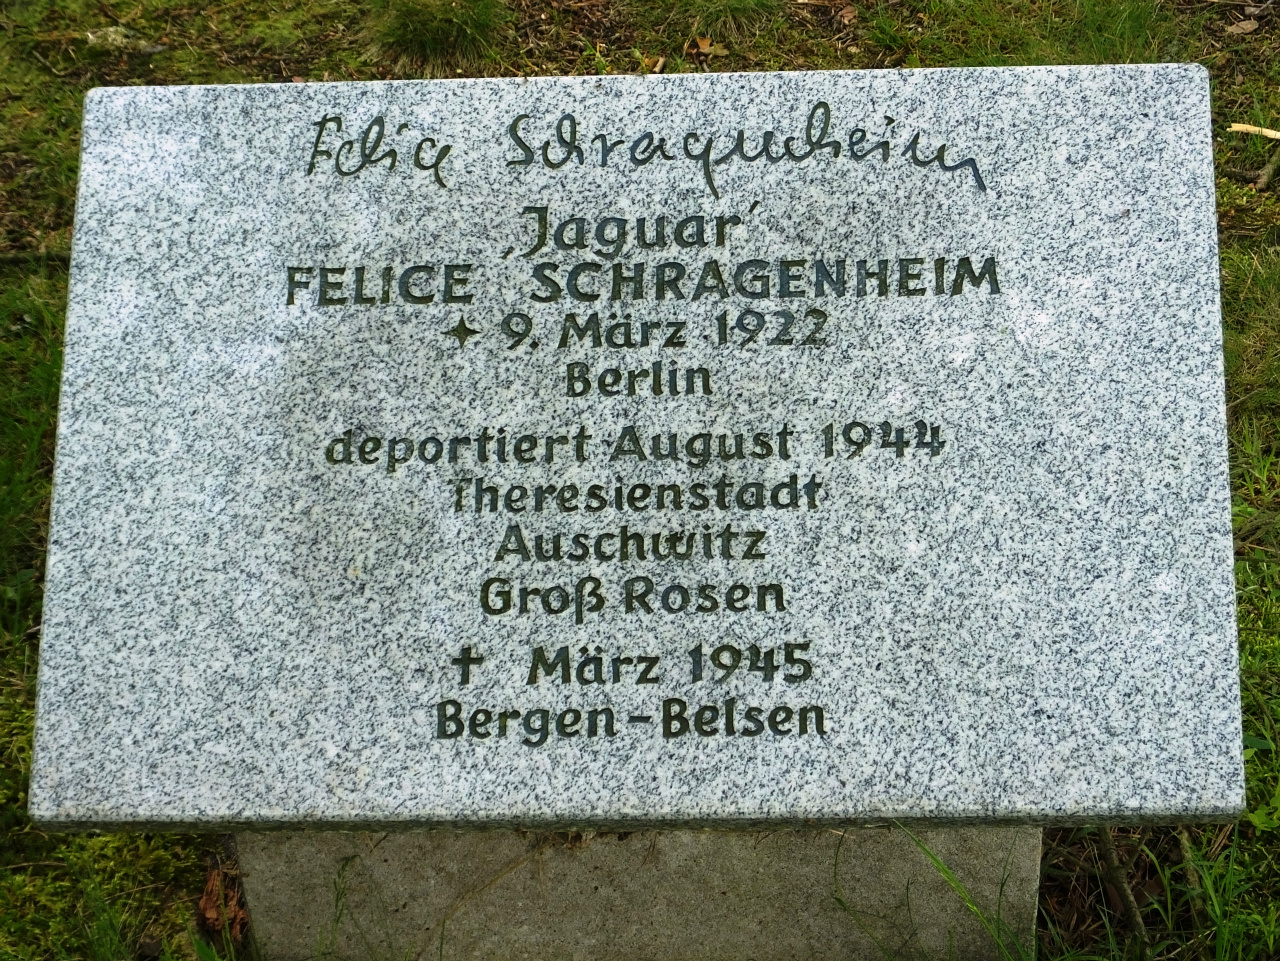 Felice Schragenheim
‚Jaguar‘
FELICE SCHRAGENHEIM
✦ 9. März 1922
Berlin
deportiert August 1944
Theresienstadt
Auschwitz
Groß Rosen
✝ März 1945
Bergen-Belsen